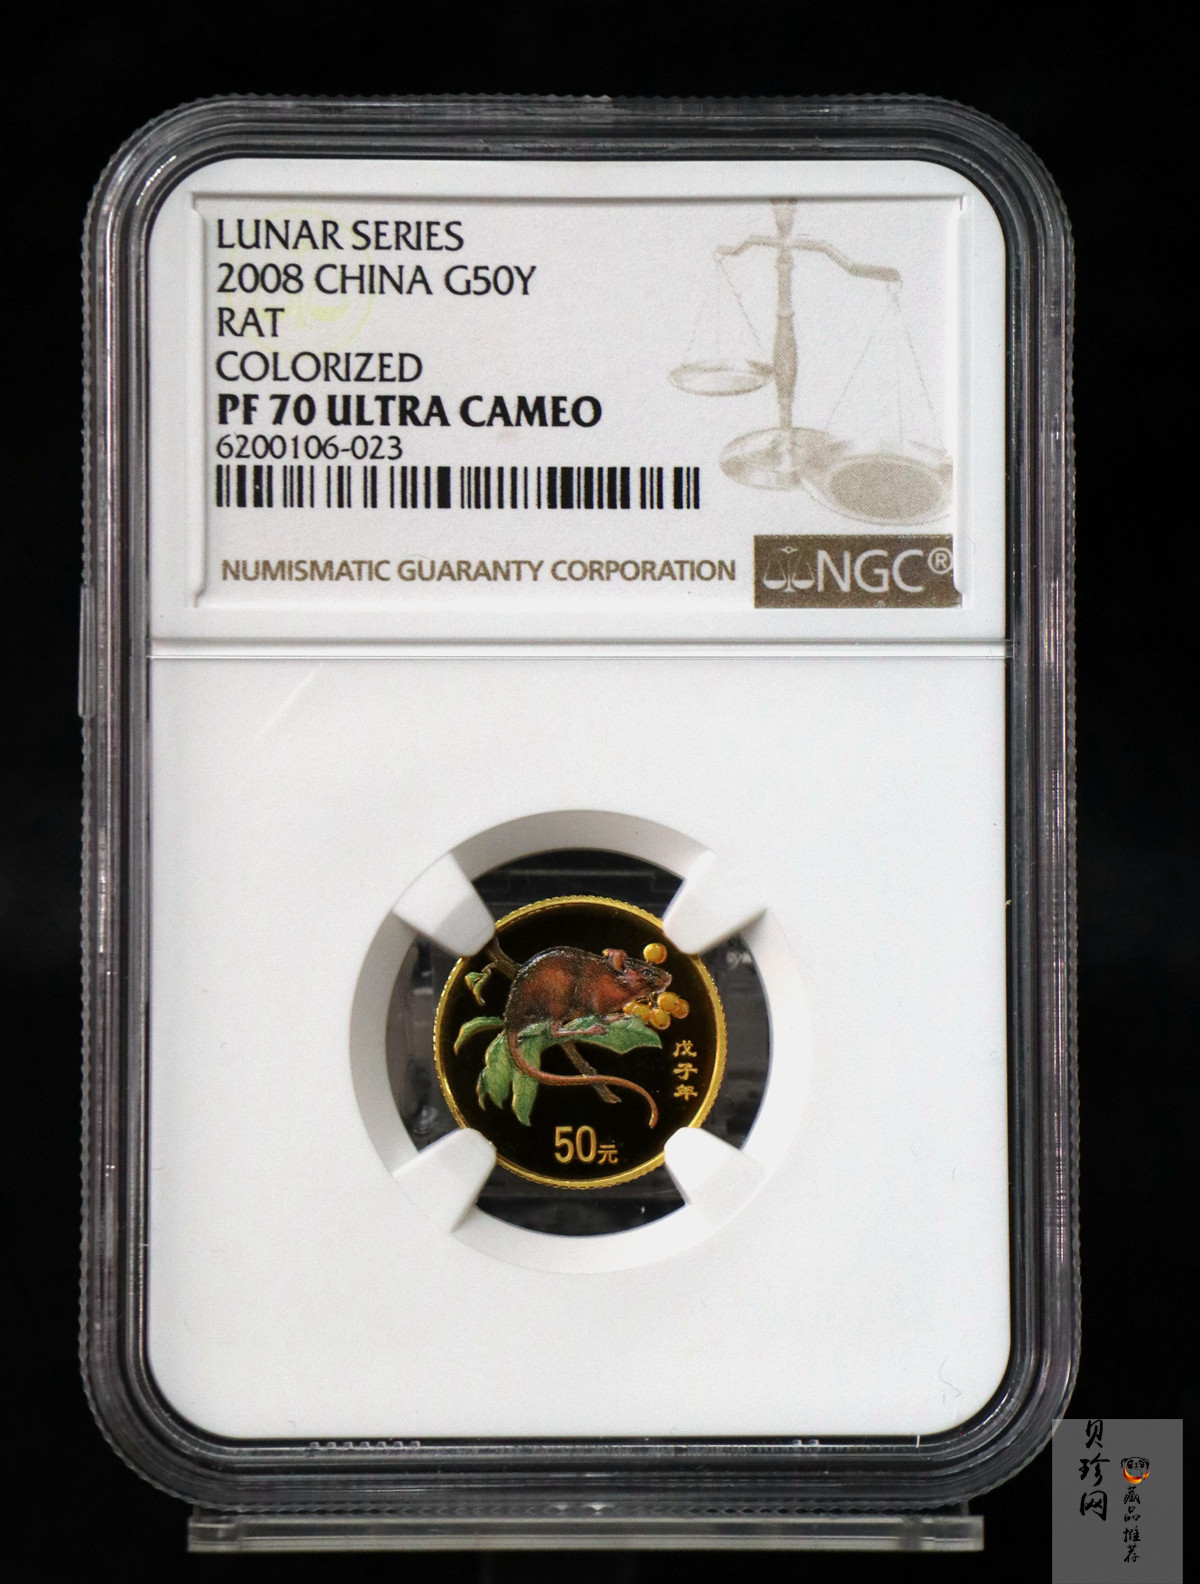 LUNAR SERIES
2008 CHINA G50Y
RAT
COLORIZED
PF 70 ULTRA CAMEO
6200106-023
NUMISMATIC GUARANTY CORPORATION
NGC®
戊子年
50元
贝珍网
藏品推荐